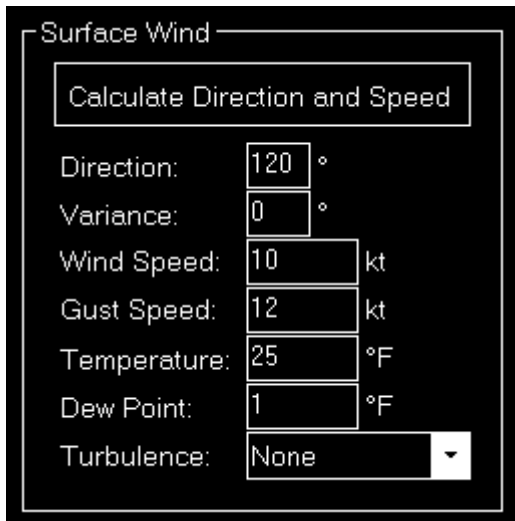 Surface Wind
Calculate Direction and Speed
Direction: 120 °
Variance: 0 °
Wind Speed: 10 kt
Gust Speed: 12 kt
Temperature: 25 °F
Dew Point: 1 °F
Turbulence: None